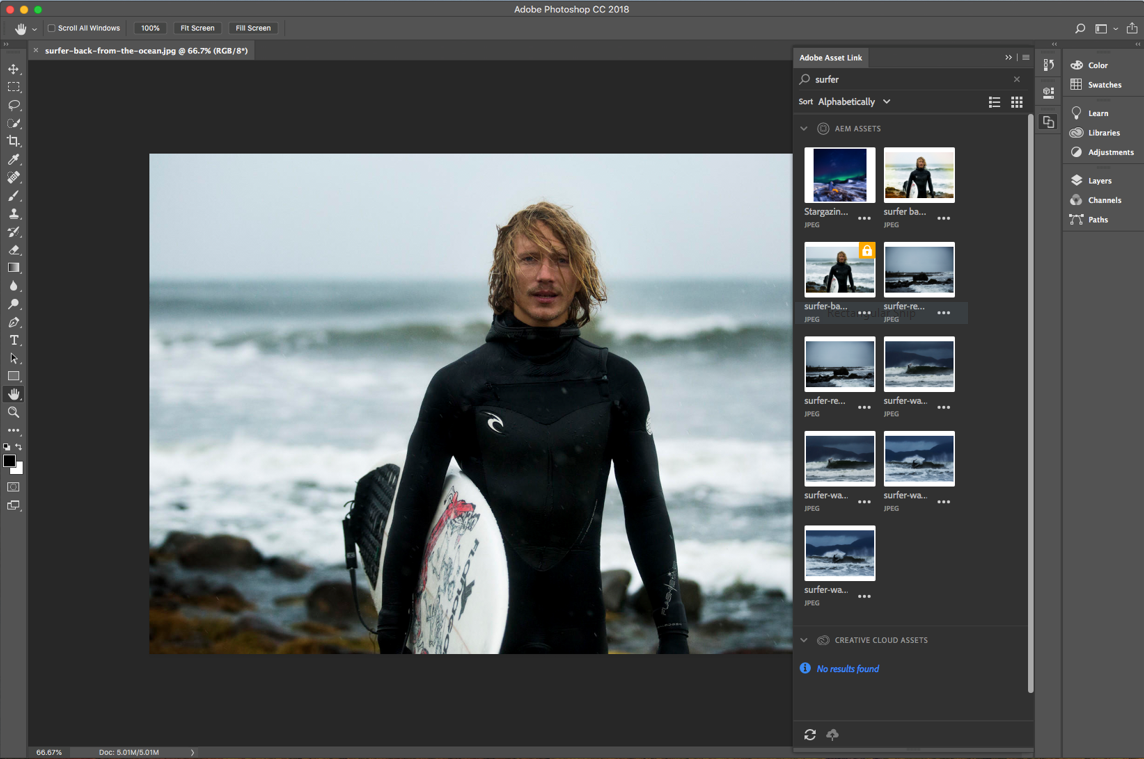 Adobe Photoshop CC 2018
Scroll All Windows
100%
Fit Screen
Fill Screen
× surfer-back-from-the-ocean.jpg @ 66.7% (RGB/8*)
Adobe Asset Link
surfer
Sort Alphabetically
AEM ASSETS
Stargazin...
JPEG
surfer ba...
JPEG
surfer-ba...
JPEG
surfer-re...
JPEG
surfer-re...
JPEG
surfer-wa...
JPEG
surfer-wa...
JPEG
surfer-wa...
JPEG
surfer-wa...
JPEG
CREATIVE CLOUD ASSETS
No results found
Color
Swatches
Learn
Libraries
Adjustments
Layers
Channels
Paths
66.67%
Doc: 5.01M/5.01M